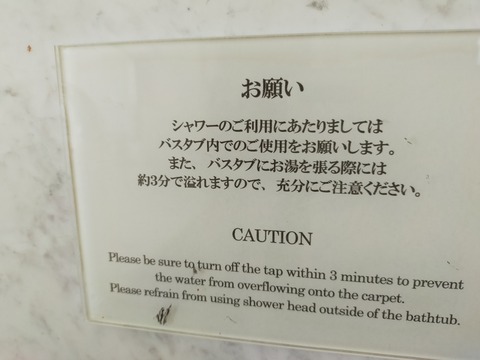 お願い
シャワーのご利用にあたりましては
バスタブ内でのご使用をお願いします。
また、バスタブにお湯を張る際には
約3分で溢れますので、充分にご注意ください。
CAUTION
Please be sure to turn off the tap within 3 minutes to prevent
the water from overflowing onto the carpet.
Please refrain from using shower head outside of the bathtub.